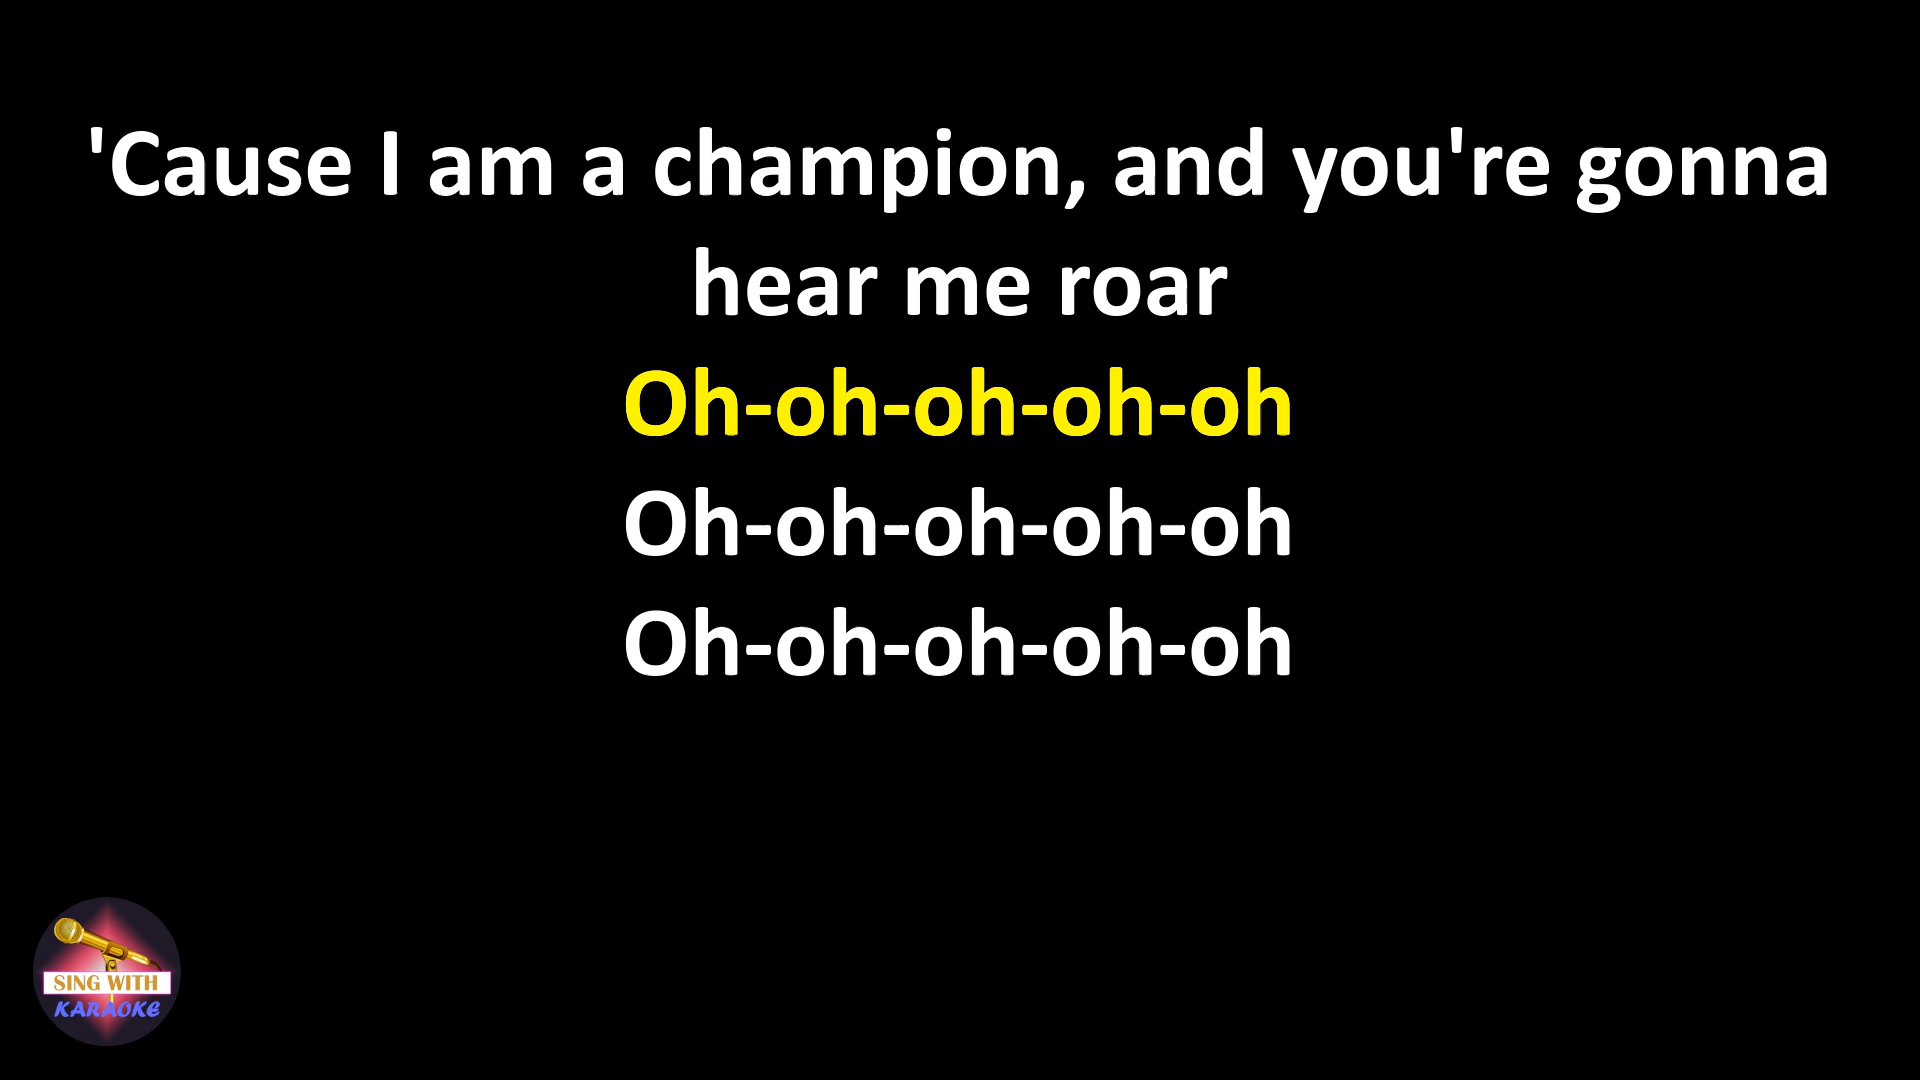 'Cause I am a champion, and you're gonna
hear me roar
Oh-oh-oh-oh-oh
Oh-oh-oh-oh-oh
Oh-oh-oh-oh-oh
SING WITH
KARAOKE